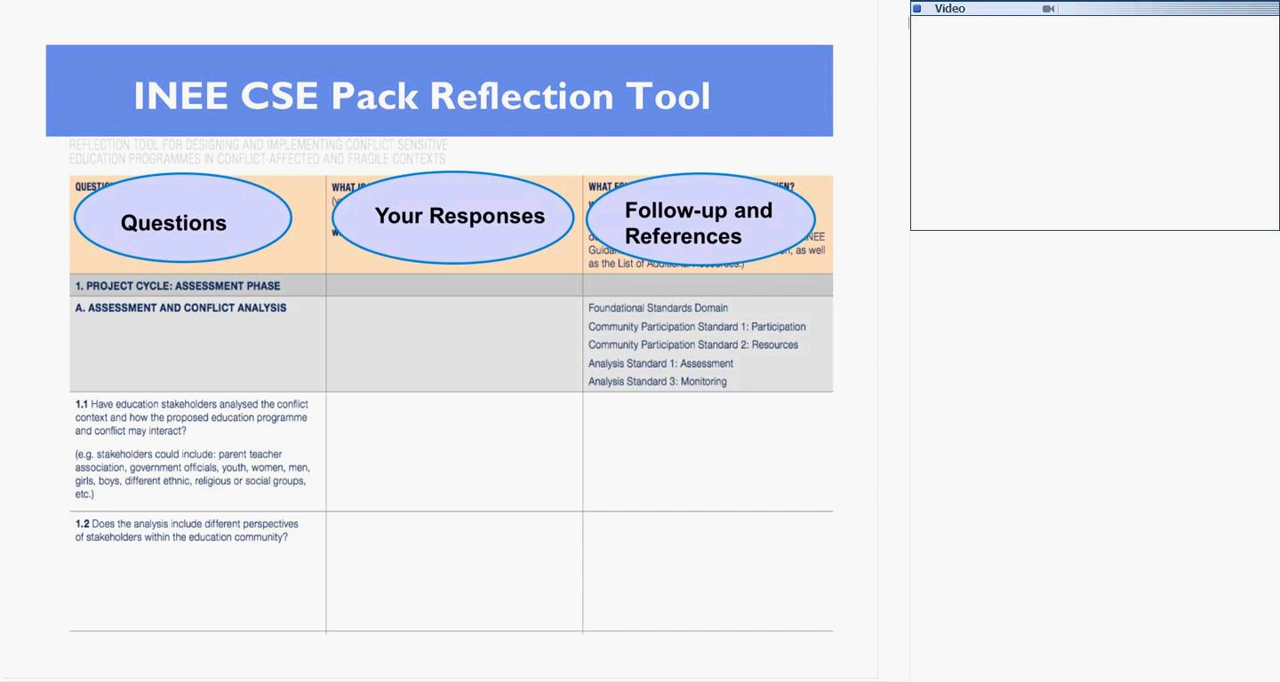 Video
INEE CSE Pack Reflection Tool
REFLECTION TOOL FOR DESIGNING AND IMPLEMENTING CONFLICT SENSITIVE
EDUCATION PROGRAMMES IN CONFLICT-AFFECTED AND FRAGILE CONTEXTS
Questions
WHAT
Your Responses
WHAT
Follow-up and
References
as well
as the List of
1. PROJECT CYCLE: ASSESSMENT PHASE
A. ASSESSMENT AND CONFLICT ANALYSIS
Foundational Standards Domain
Community Participation Standard 1: Participation
Community Participation Standard 2: Resources
Analysis Standard 1: Assessment
Analysis Standard 3: Monitoring
1.1 Have education stakeholders analysed the conflict
context and how the proposed education programme
and conflict may interact?
(e.g. stakeholders could include: parent teacher
association, government officials, youth, women, men,
girls, boys, different ethnic, religious or social groups,
etc.)
1.2 Does the analysis include different perspectives
of stakeholders within the education community?